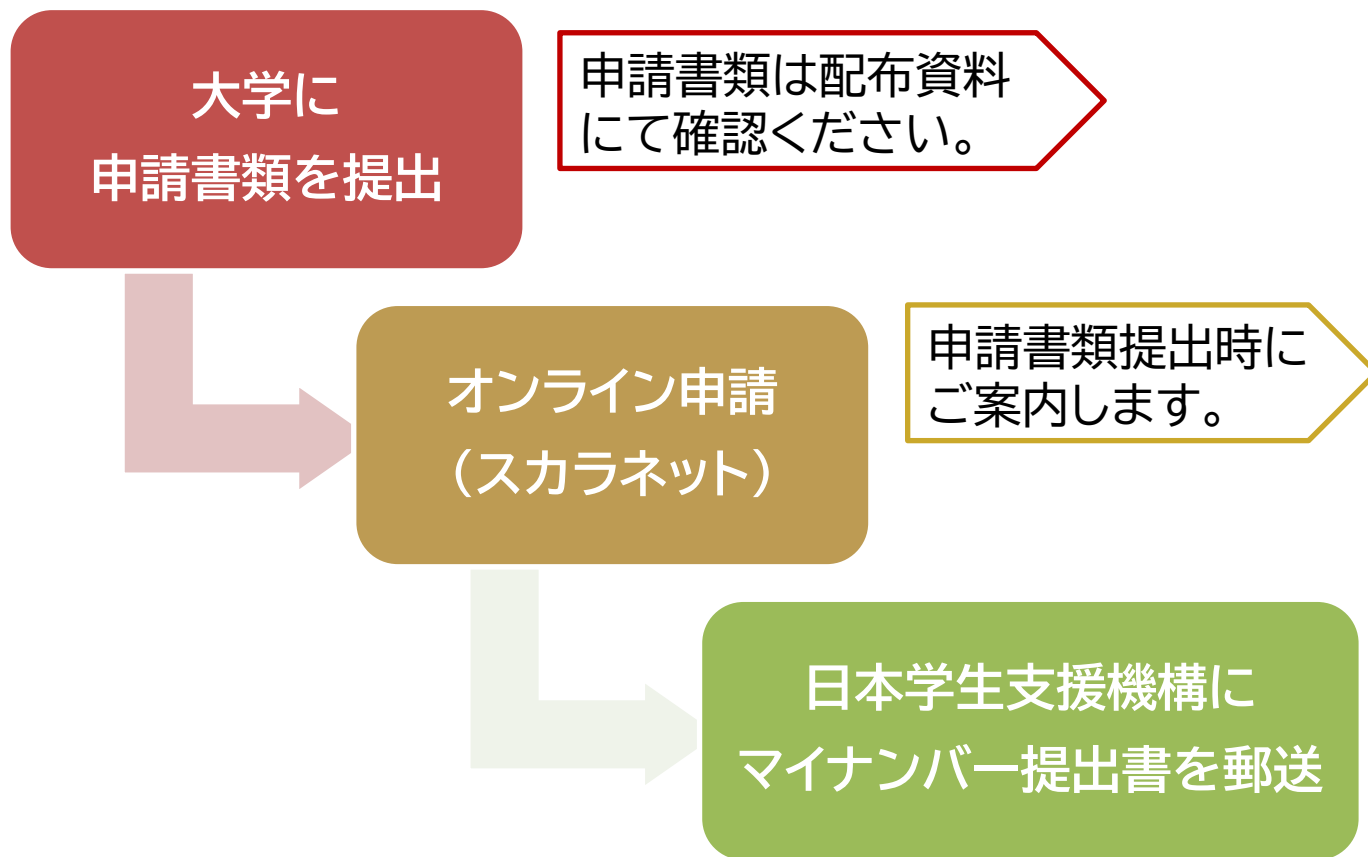 大学に
申請書類を提出
申請書類は配布資料
にて確認ください。
オンライン申請
（スカラネット）
申請書類提出時に
ご案内します。
日本学生支援機構に
マイナンバー提出書を郵送